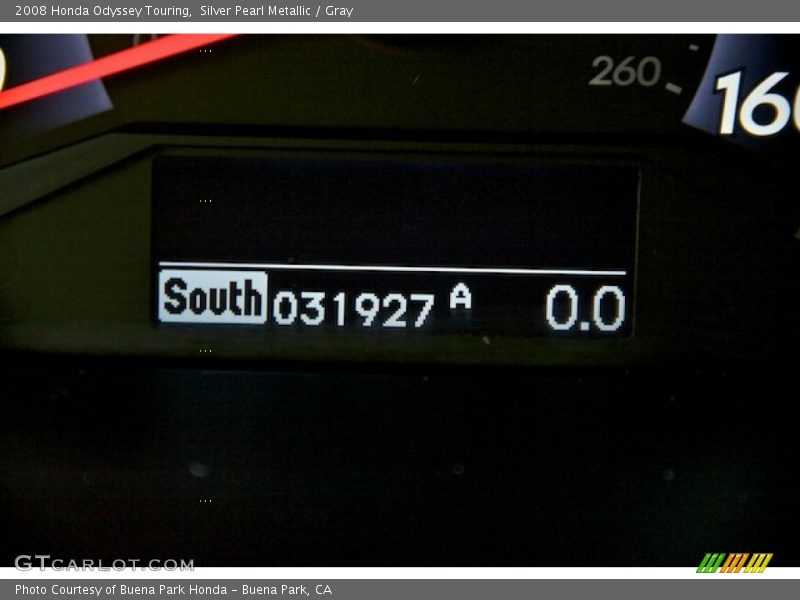 2008 Honda Odyssey Touring, Silver Pearl Metallic / Gray
260
160
South 031927 A 0.0
GTCARLOT.COM
Photo Courtesy of Buena Park Honda - Buena Park, CA